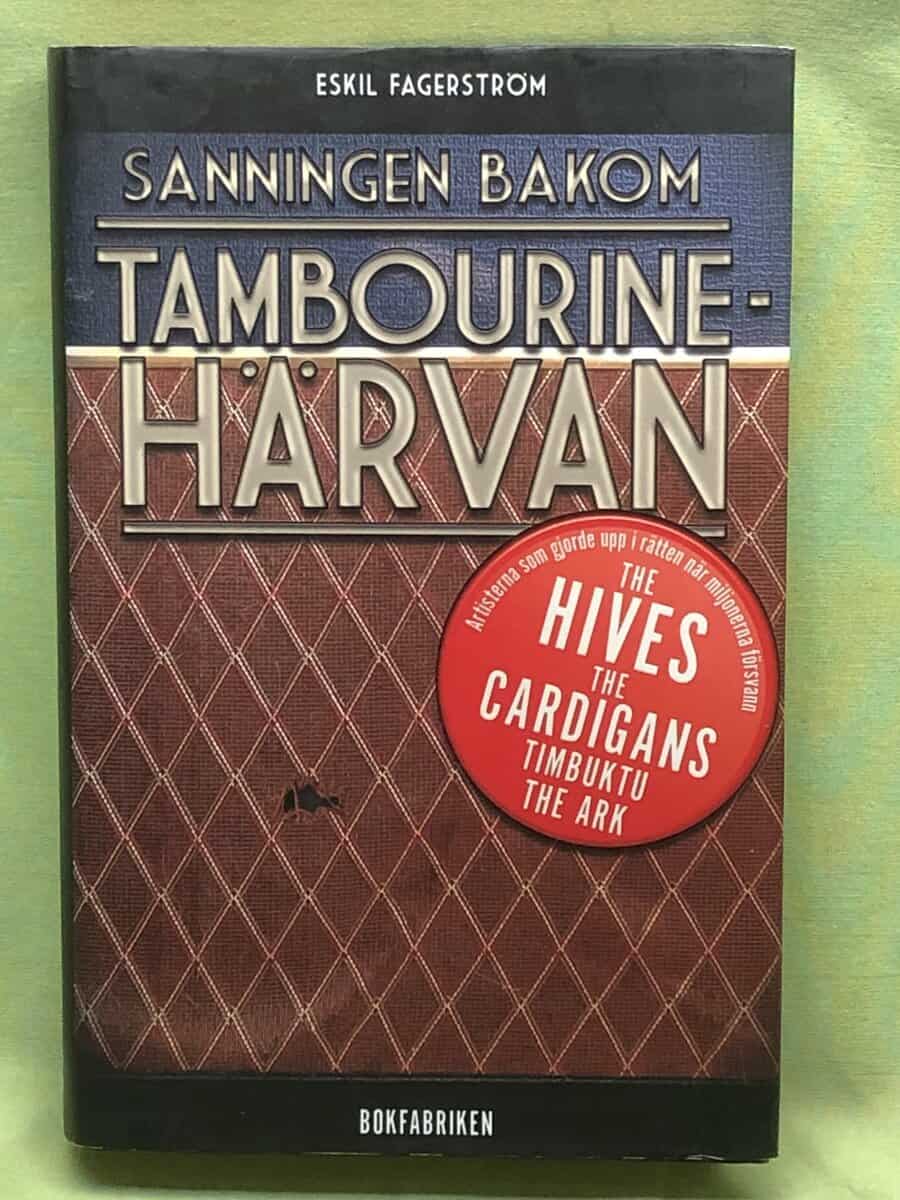 ESKIL FAGERSTRÖM
SANNINGEN BAKOM
TAMBOURINE-
HÄRVAN
Artisterna som gjorde upp i rätten när miljonerna försvann
THE
HIVES
THE
CARDIGANS
TIMBUKTU
THE ARK
BOKFABRIKEN